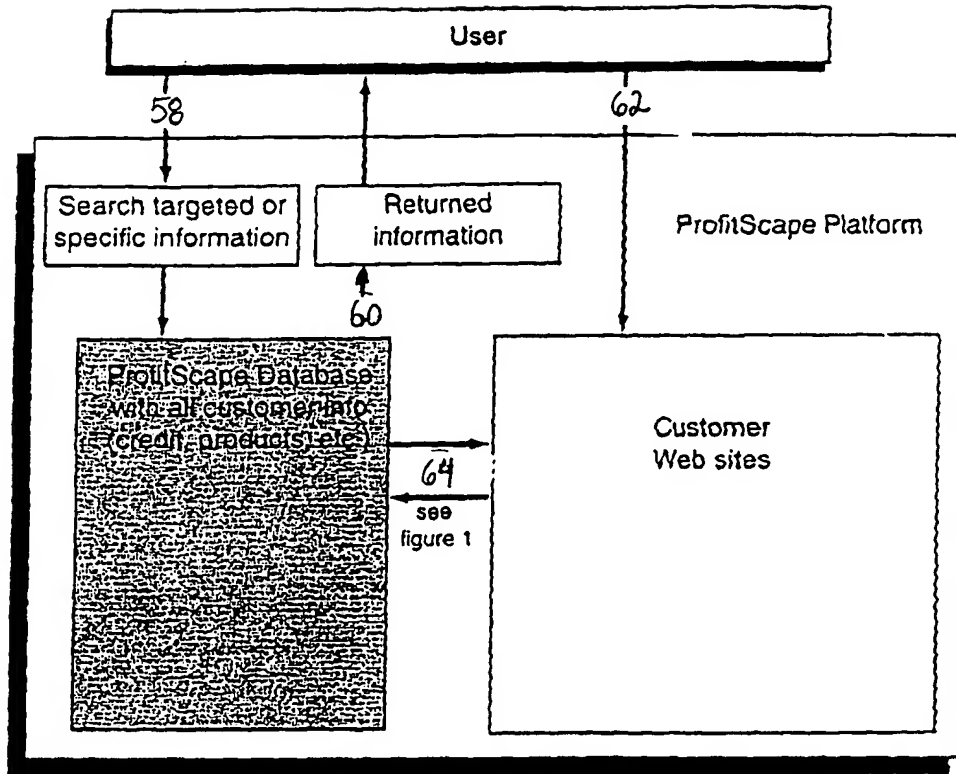 User
58
62
Search targeted or
specific information
Returned
information
ProfitScape Platform
60
ProfitScape Database
with all customer info
(credit, products, etc)
Customer
Web sites
64
see
figure 1